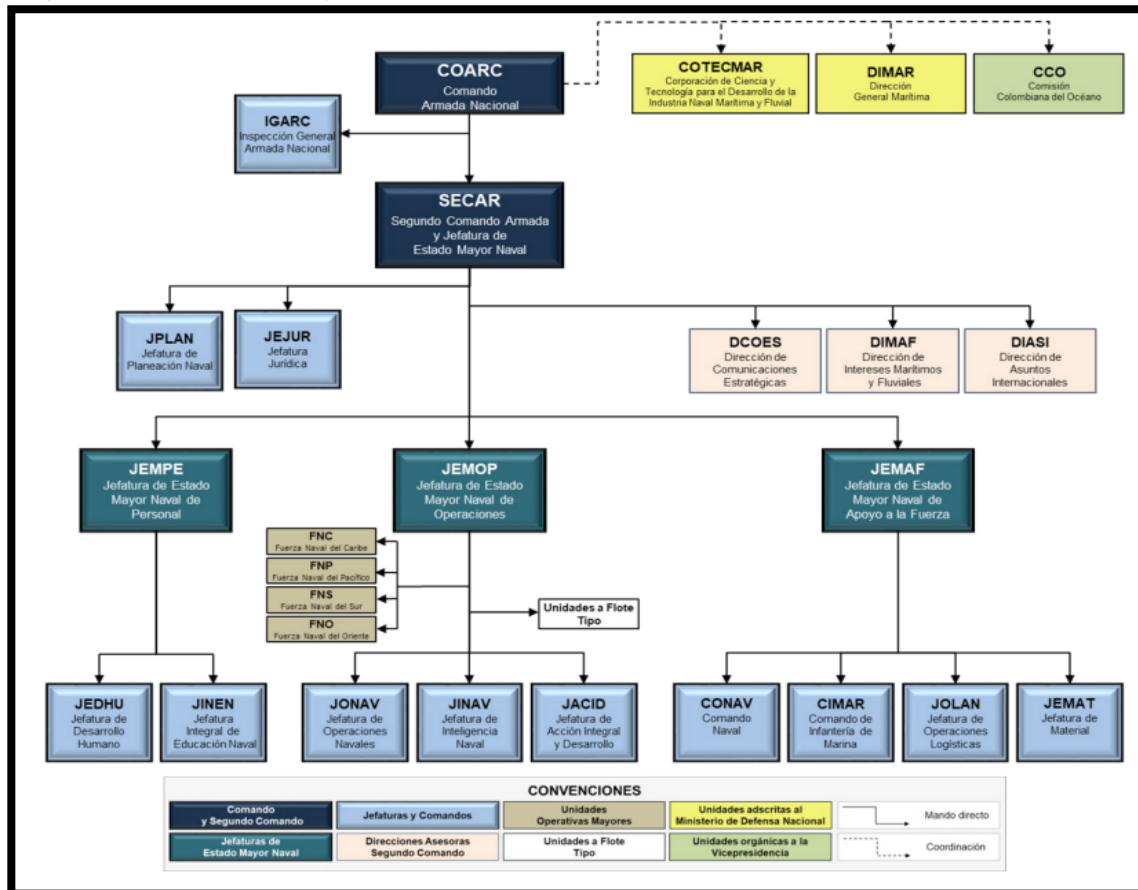 COARC
Comando
Armada Nacional
COTECMAR
Corporación de Ciencia y
Tecnología para el Desarrollo de la
Industria Naval Marítima y Fluvial
DIMAR
Dirección
General Marítima
CCO
Comisión
Colombiana del Océano
IGARC
Inspección General
Armada Nacional
SECAR
Segundo Comando Armada
y Jefatura de
Estado Mayor Naval
JPLAN
Jefatura de
Planeación Naval
JEJUR
Jefatura
Jurídica
DCOES
Dirección de
Comunicaciones
Estratégicas
DIMAF
Dirección de
Intereses Marítimos
y Fluviales
DIASI
Dirección de
Asuntos
Internacionales
JEMPE
Jefatura de Estado
Mayor Naval de
Personal
JEMOP
Jefatura de Estado
Mayor Naval de
Operaciones
JEMAF
Jefatura de Estado
Mayor Naval de
Apoyo a la Fuerza
FNC
Fuerza Naval del Caribe
FNP
Fuerza Naval del Pacífico
FNS
Fuerza Naval del Sur
FNO
Fuerza Naval del Oriente
Unidades a Flote
Tipo
JEDHU
Jefatura de
Desarrollo
Humano
JINEN
Jefatura
Integral de
Educación Naval
JONAV
Jefatura de
Operaciones
Navales
JINAV
Jefatura de
Inteligencia
Naval
JACID
Jefatura de
Acción Integral
y Desarrollo
CONAV
Comando
Naval
CIMAR
Comando de
Infantería de
Marina
JOLAN
Jefatura de
Operaciones
Logísticas
JEMAT
Jefatura de
Material
CONVENCIONES
Comando
y Segundo Comando
Jefaturas y Comandos
Unidades
Operativas Mayores
Unidades adscritas al
Ministerio de Defensa Nacional
Mando directo
Jefaturas de
Estado Mayor Naval
Direcciones Asesoras
Segundo Comando
Unidades a Flote
Tipo
Unidades orgánicas a la
Vicepresidencia
Coordinación